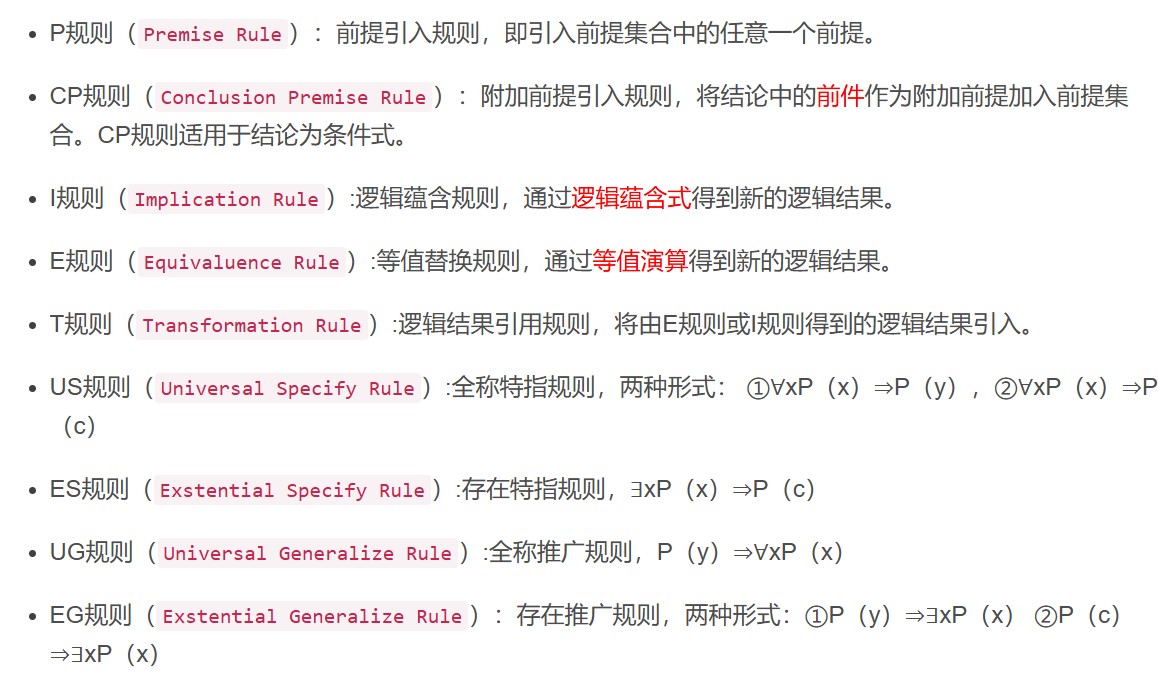 • P规则（Premise Rule）：前提引入规则，即引入前提集合中的任意一个前提。
• CP规则（Conclusion Premise Rule）：附加前提引入规则，将结论中的前件作为附加前提加入前提集
合。CP规则适用于结论为条件式。
• I规则（Implication Rule）:逻辑蕴含规则，通过逻辑蕴含式得到新的逻辑结果。
• E规则（Equivaluence Rule）:等值替换规则，通过等值演算得到新的逻辑结果。
• T规则（Transformation Rule）:逻辑结果引用规则，将由E规则或I规则得到的逻辑结果引入。
• US规则（Universal Specify Rule）:全称特指规则，两种形式： ①∀xP（x）⇒P（y）, ②∀xP（x）⇒P
（c）
• ES规则（Exstential Specify Rule）:存在特指规则，∃xP（x）⇒P（c）
• UG规则（Universal Generalize Rule）:全称推广规则，P（y）⇒∀xP（x）
• EG规则（Exstential Generalize Rule）：存在推广规则，两种形式：①P（y）⇒∃xP（x） ②P（c）
⇒∃xP（x）